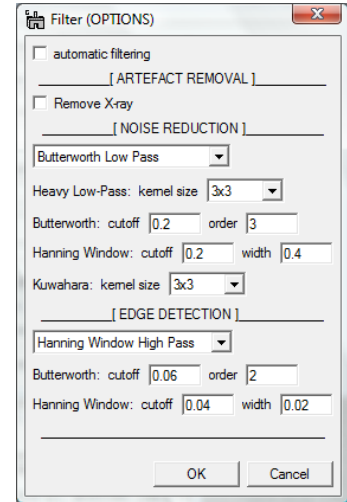 Filter (OPTIONS)
automatic filtering
[ ARTEFACT REMOVAL ]
Remove X-ray
[ NOISE REDUCTION ]
Butterworth Low Pass
Heavy Low-Pass: kernel size 3x3
Butterworth: cutoff 0.2 order 3
Hanning Window: cutoff 0.2 width 0.4
Kuwahara: kernel size 3x3
[ EDGE DETECTION ]
Hanning Window High Pass
Butterworth: cutoff 0.06 order 2
Hanning Window: cutoff 0.04 width 0.02
OK Cancel